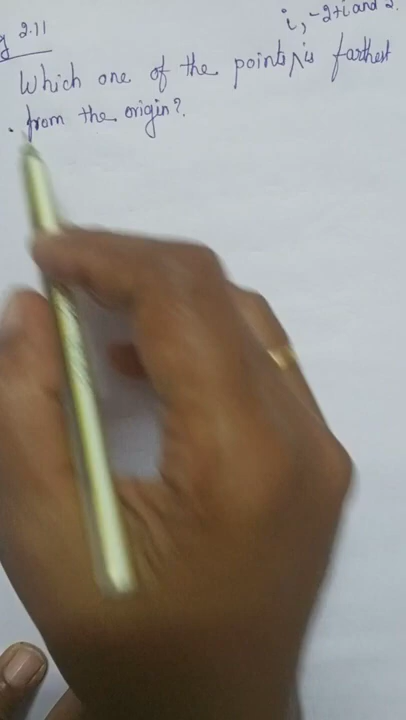 2.11
i, -2+i and 2.
Which one of the points is farthest
from the origin?